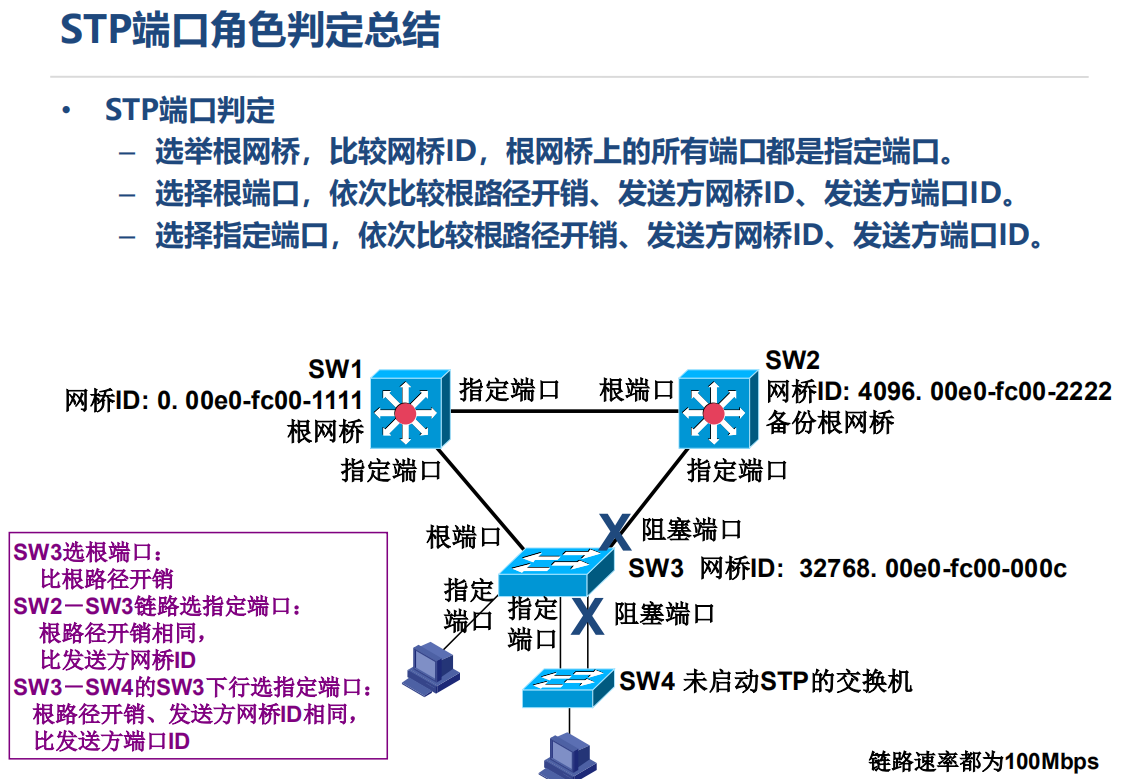 STP端口角色判定总结
• STP端口判定
– 选举根网桥，比较网桥ID，根网桥上的所有端口都是指定端口。
– 选择根端口，依次比较根路径开销、发送方网桥ID、发送方端口ID。
– 选择指定端口，依次比较根路径开销、发送方网桥ID、发送方端口ID。
SW1
网桥ID: 0. 00e0-fc00-1111
根网桥
指定端口
根端口
SW2
网桥ID: 4096. 00e0-fc00-2222
备份根网桥
指定端口
指定端口
根端口
X 阻塞端口
SW3 网桥ID: 32768. 00e0-fc00-000c
指定
端口
指定
端口
X 阻塞端口
SW4 未启动STP的交换机
SW3选根端口：
比根路径开销
SW2－SW3链路选指定端口：
根路径开销相同，
比发送方网桥ID
SW3－SW4的SW3下行选指定端口：
根路径开销、发送方网桥ID相同，
比发送方端口ID
链路速率都为100Mbps